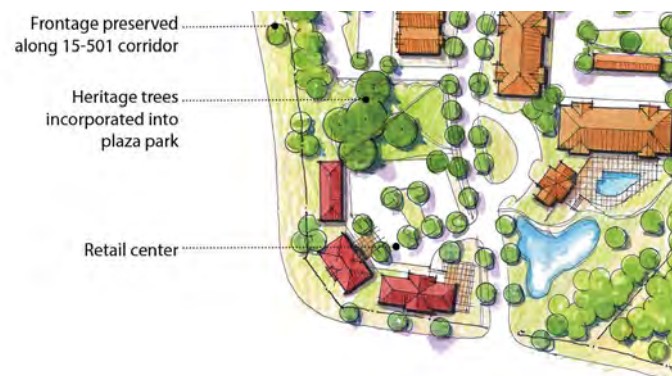 Frontage preserved
along 15-501 corridor
Heritage trees
incorporated into
plaza park
Retail center